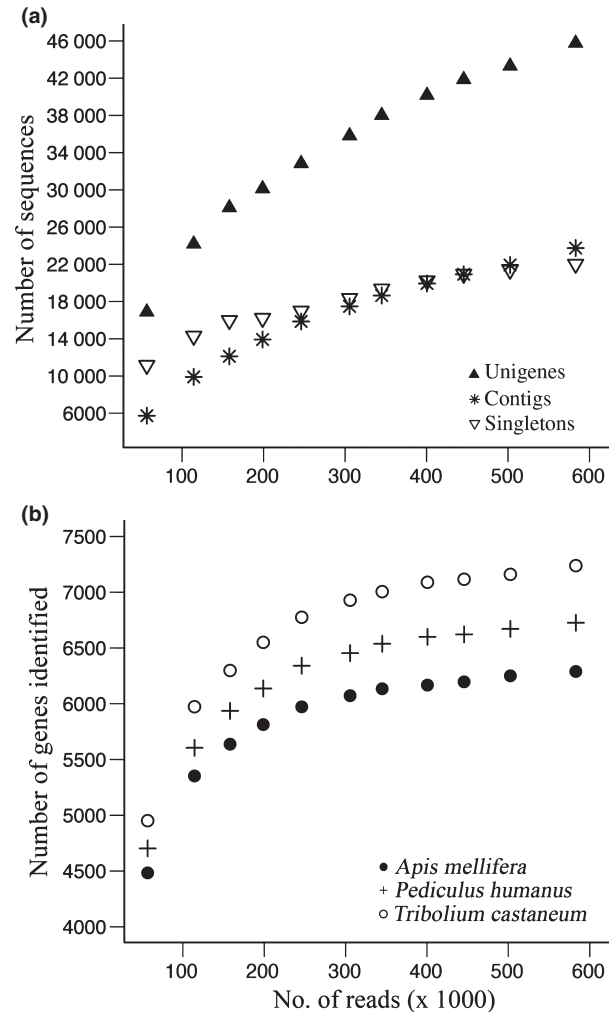 (a)
Number of sequences
46 000
42 000
38 000
34 000
30 000
26 000
22 000
18 000
14 000
10 000
6000
Unigenes
Contigs
Singletons
100 200 300 400 500 600
(b)
Number of genes identified
7500
7000
6500
6000
5500
5000
4500
4000
Apis mellifera
Pediculus humanus
Tribolium castaneum
100 200 300 400 500 600
No. of reads (x 1000)